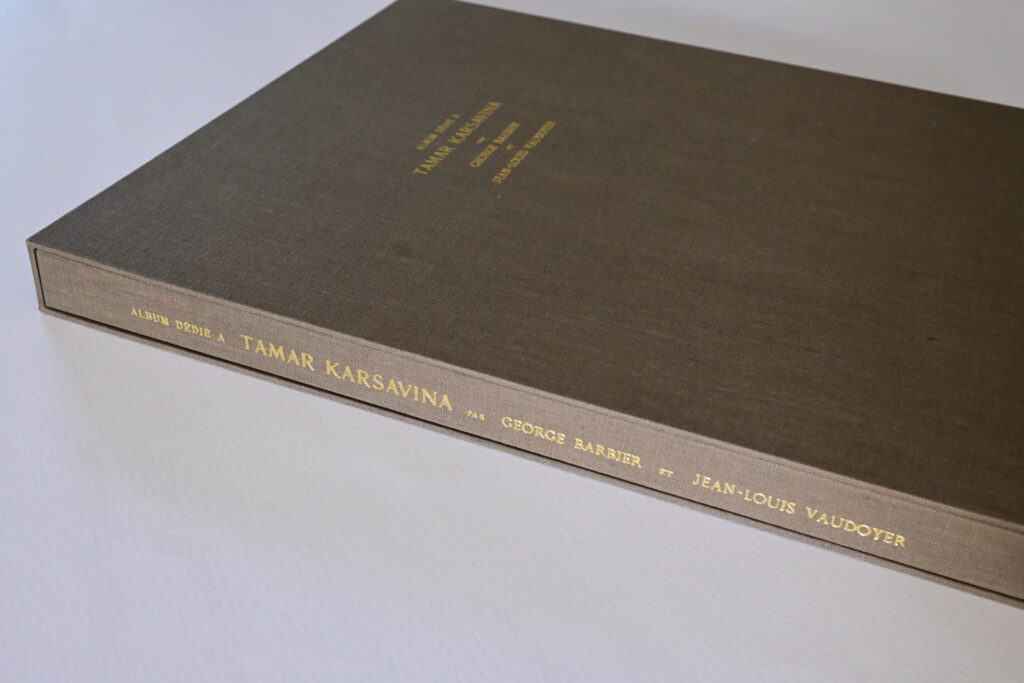 ALBUM DÉDIÉ A
TAMAR KARSAVINA
PAR
GEORGE BARBIER
ET
JEAN-LOUIS VAUDOYER
ALBUM DÉDIÉ A TAMAR KARSAVINA PAR GEORGE BARBIER ET JEAN-LOUIS VAUDOYER